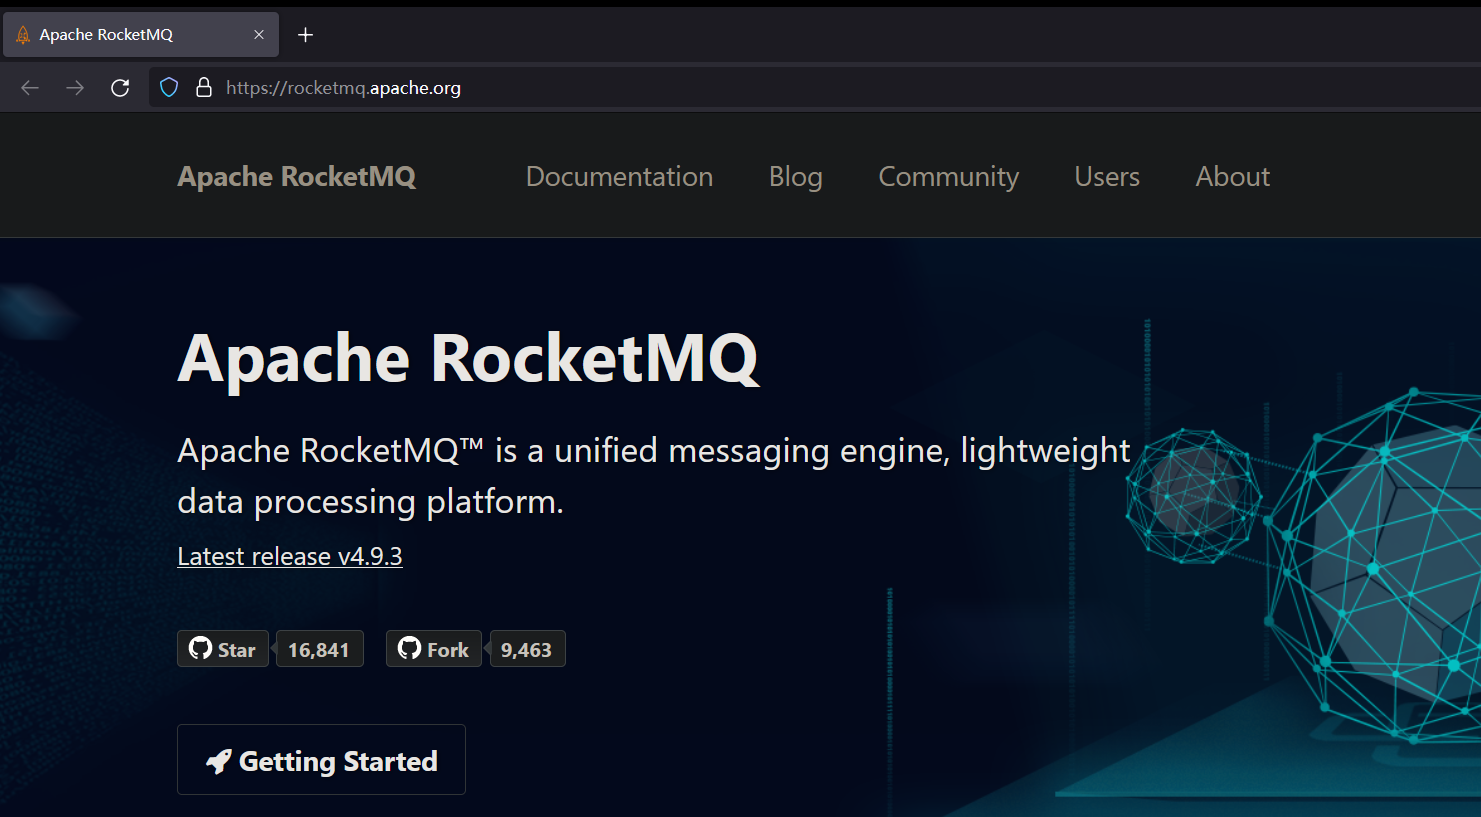 Apache RocketMQ
https://rocketmq.apache.org
Apache RocketMQ Documentation Blog Community Users About
Apache RocketMQ
Apache RocketMQ™ is a unified messaging engine, lightweight
data processing platform.
Latest release v4.9.3
Star 16,841 Fork 9,463
Getting Started